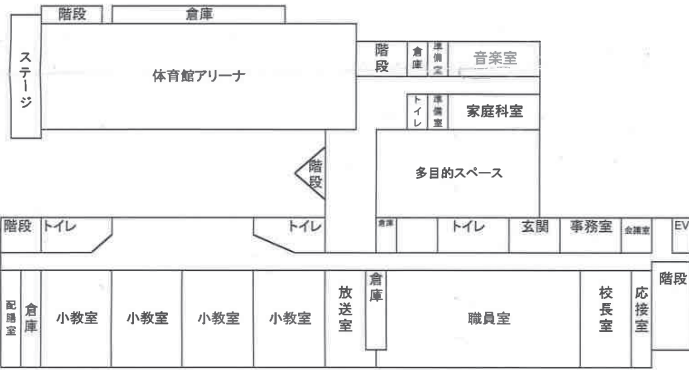 階段
倉庫
ステージ
体育館アリーナ
階段
倉庫
準備室
音楽室
トイレ
準備室
家庭科室
多目的スペース
階段
階段
トイレ
トイレ
倉庫
トイレ
玄関
事務室
会議室
EV
配膳室
倉庫
小教室
小教室
小教室
小教室
放送室
倉庫
職員室
校長室
応接室
階段